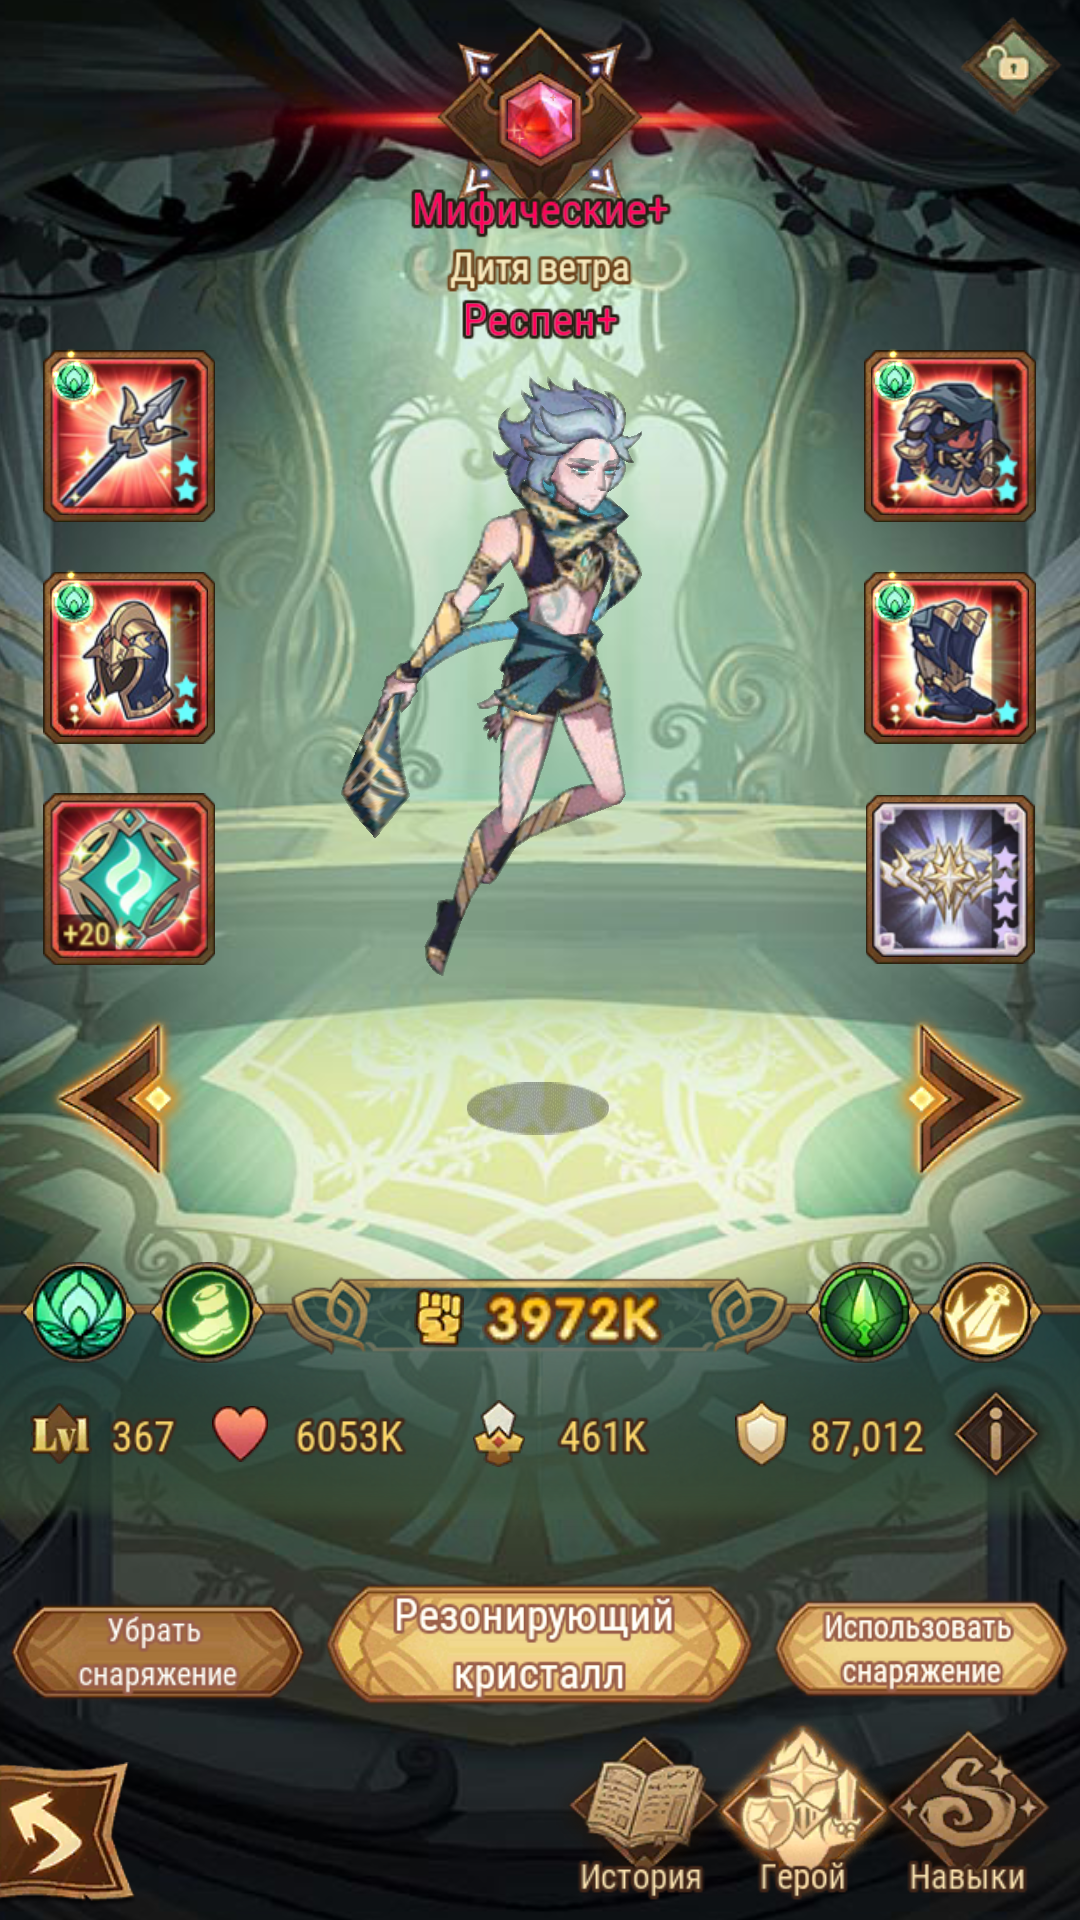 Мифические+
Дитя ветра
Респен+
+20
3972K
Lvl 367 6053K 461K 87,012
Убрать
снаряжение
Резонирующий
кристалл
Использовать
снаряжение
История Герой Навыки